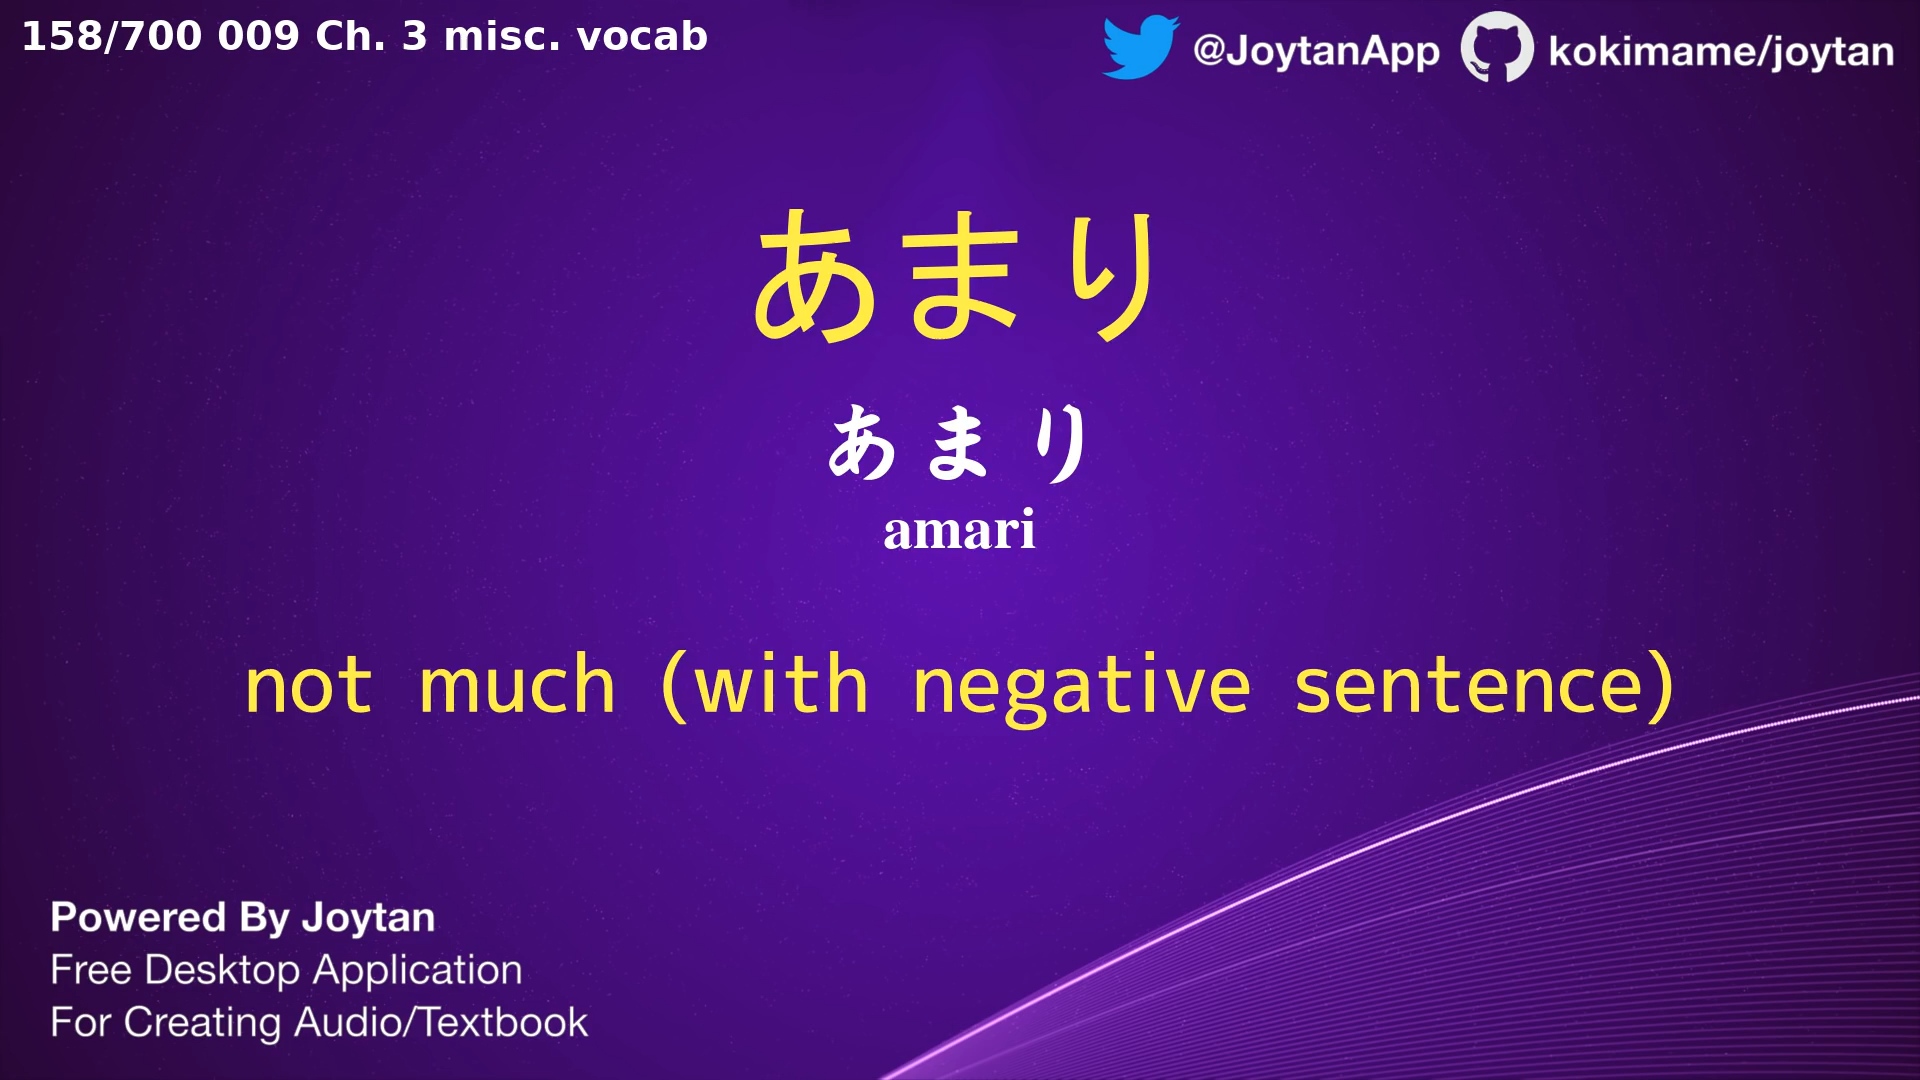 158/700 009 Ch. 3 misc. vocab
@JoytanApp kokimame/joytan
あまり
あまり
amari
not much (with negative sentence)
Powered By Joytan
Free Desktop Application
For Creating Audio/Textbook